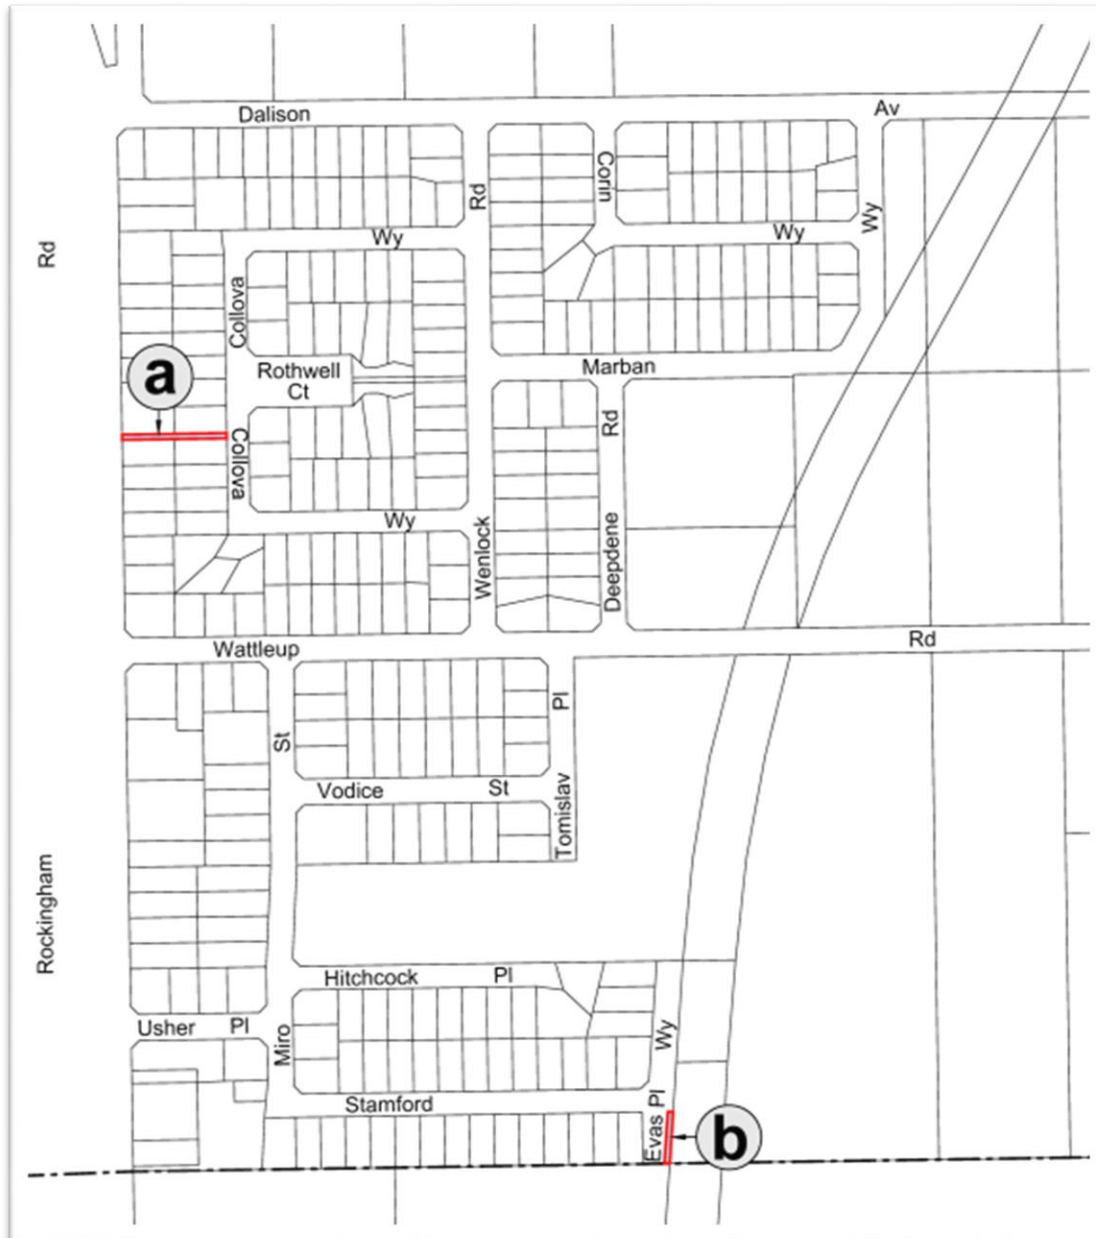 Dalison
Av
Rd
Corin
Wy
Rd
Wy
Wy
Collova
Rothwell
Ct
Marban
a
Collova
Rd
Wy
Wenlock
Deepdene
Wattleup
Rd
St
Pl
Vodice
St
Tomislav
Rockingham
Hitchcock
Pl
Usher
Pl
Miro
Wy
Stamford
Evas Pl
b